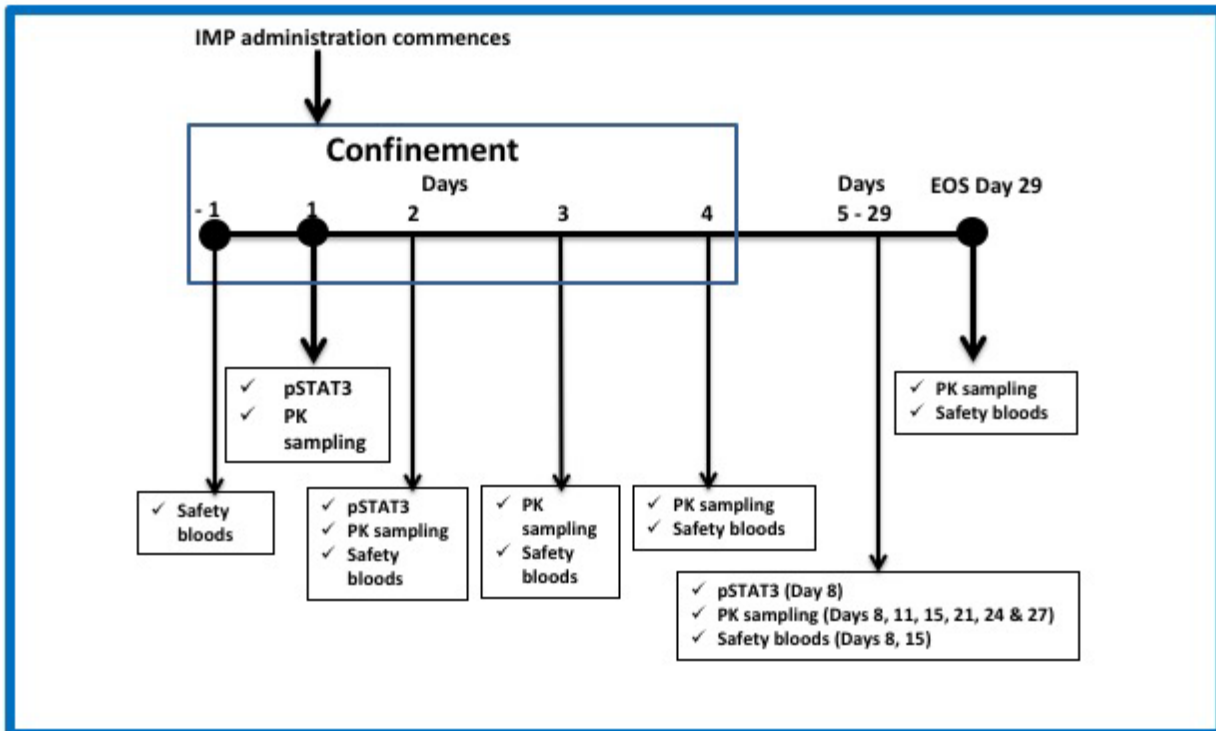 IMP administration commences
Confinement
Days
Days
EOS Day 29
- 1
1
2
3
4
5 - 29
✓ pSTAT3
✓ PK
sampling
✓ PK sampling
✓ Safety bloods
✓ Safety
bloods
✓ pSTAT3
✓ PK sampling
✓ Safety
bloods
✓ PK
sampling
✓ Safety
bloods
✓ PK sampling
✓ Safety bloods
✓ pSTAT3 (Day 8)
✓ PK sampling (Days 8, 11, 15, 21, 24 & 27)
✓ Safety bloods (Days 8, 15)